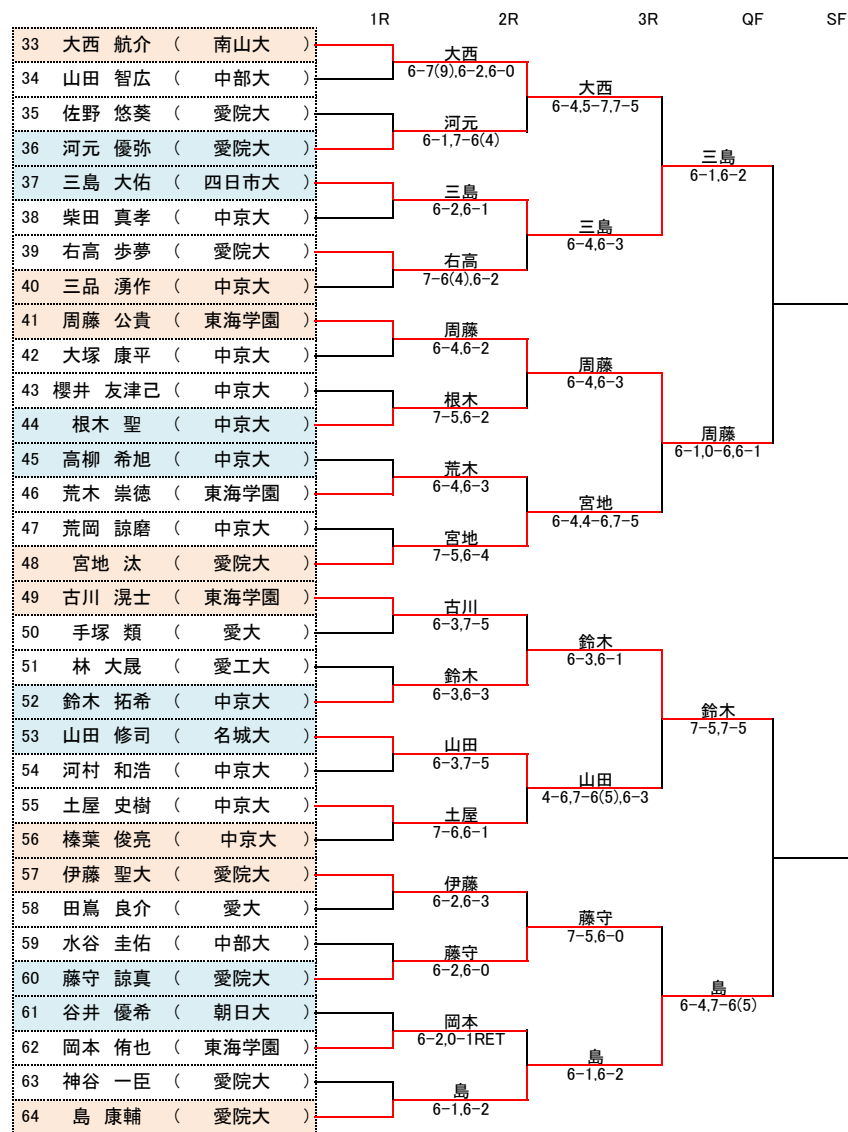 1R 2R 3R QF SF
33 大西 航介 ( 南山大 )
34 山田 智広 ( 中部大 )
35 佐野 悠葵 ( 愛院大 )
36 河元 優弥 ( 愛院大 )
37 三島 大佑 ( 四日市大 )
38 柴田 真孝 ( 中京大 )
39 右高 歩夢 ( 愛院大 )
40 三品 湧作 ( 中京大 )
41 周藤 公貴 ( 東海学園 )
42 大塚 康平 ( 中京大 )
43 櫻井 友津己 ( 中京大 )
44 根木 聖 ( 中京大 )
45 高柳 希旭 ( 中京大 )
46 荒木 崇徳 ( 東海学園 )
47 荒岡 諒磨 ( 中京大 )
48 宮地 汰 ( 愛院大 )
49 古川 滉士 ( 東海学園 )
50 手塚 類 ( 愛大 )
51 林 大晟 ( 愛工大 )
52 鈴木 拓希 ( 中京大 )
53 山田 修司 ( 名城大 )
54 河村 和浩 ( 中京大 )
55 土屋 史樹 ( 中京大 )
56 榛葉 俊亮 ( 中京大 )
57 伊藤 聖大 ( 愛院大 )
58 田嶌 良介 ( 愛大 )
59 水谷 圭佑 ( 中部大 )
60 藤守 諒真 ( 愛院大 )
61 谷井 優希 ( 朝日大 )
62 岡本 侑也 ( 東海学園 )
63 神谷 一臣 ( 愛院大 )
64 島 康輔 ( 愛院大 )
大西
6-7(9),6-2,6-0
河元
6-1,7-6(4)
三島
6-2,6-1
右高
7-6(4),6-2
周藤
6-4,6-2
根木
7-5,6-2
荒木
6-4,6-3
宮地
7-5,6-4
古川
6-3,7-5
鈴木
6-3,6-3
山田
6-3,7-5
土屋
7-6,6-1
伊藤
6-2,6-3
藤守
6-2,6-0
岡本
6-2,0-1RET
島
6-1,6-2
大西
6-4,5-7,7-5
三島
6-4,6-3
周藤
6-4,6-3
宮地
6-4,4-6,7-5
鈴木
6-3,6-1
山田
4-6,7-6(5),6-3
藤守
7-5,6-0
島
6-1,6-2
三島
6-1,6-2
周藤
6-1,0-6,6-1
鈴木
7-5,7-5
島
6-4,7-6(5)